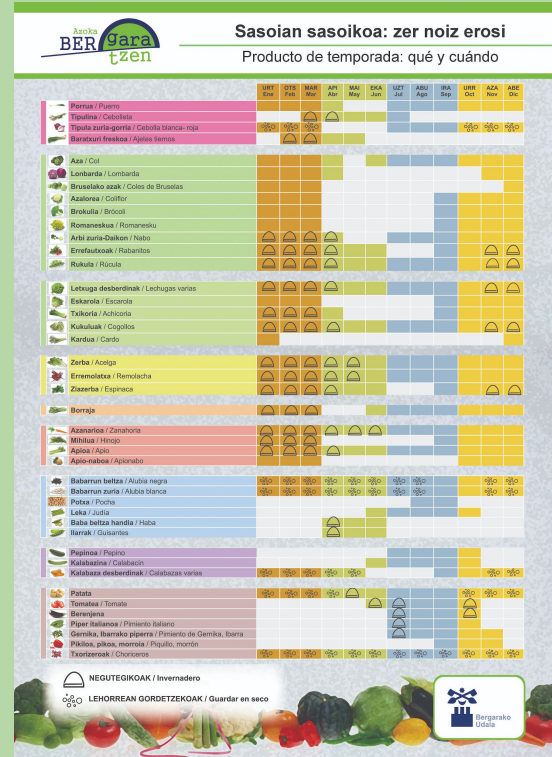 Azoka
BERgara
tzen
Sasoian sasoikoa: zer noiz erosi
Producto de temporada: qué y cuándo
URT OTS MAR API MAI EKA UZT ABU IRA URR AZA ABE
Ene Feb Mar Abr May Jun Jul Ago Sep Oct Nov Dic
Porrua / Puerro
Tipulina / Cebolleta
Tipula zuria-gorria / Cebolla blanca- roja
Baratxuri freskoa / Ajetes tiernos
Aza / Col
Lonbarda / Lombarda
Bruselako azak / Coles de Bruselas
Azalorea / Coliflor
Brokulia / Brócoli
Romaneskua / Romanesku
Arbi zuria-Daikon / Nabo
Errefautxoak / Rabanitos
Rukula / Rúcula
Letxuga desberdinak / Lechugas varias
Eskarola / Escarola
Txikoria / Achicoria
Kukuluak / Cogollos
Kardua / Cardo
Zerba / Acelga
Erremolatxa / Remolacha
Ziazerba / Espinaca
Borraja
Azanarioa / Zanahoria
Mihilua / Hinojo
Apioa / Apio
Apio-naboa / Apionabo
Babarrun beltza / Alubia negra
Babarrun zuria / Alubia blanca
Potxa / Pocha
Leka / Judía
Baba beltza handia / Haba
Ilarrak / Guisantes
Pepinoa / Pepino
Kalabazina / Calabacín
Kalabaza desberdinak / Calabazas varias
Patata
Tomatea / Tomate
Berenjena
Piper italianoa / Pimiento italiano
Gernika, Ibarrako piperra / Pimiento de Gernika, Ibarra
Pikiloa, pikoa, morroia / Piquillo, morrón
Txorizeroak / Choriceros
NEGUTEGIKOAK / Invernadero
LEHORREAN GORDETZEKOAK / Guardar en seco
Bergarako
Udala